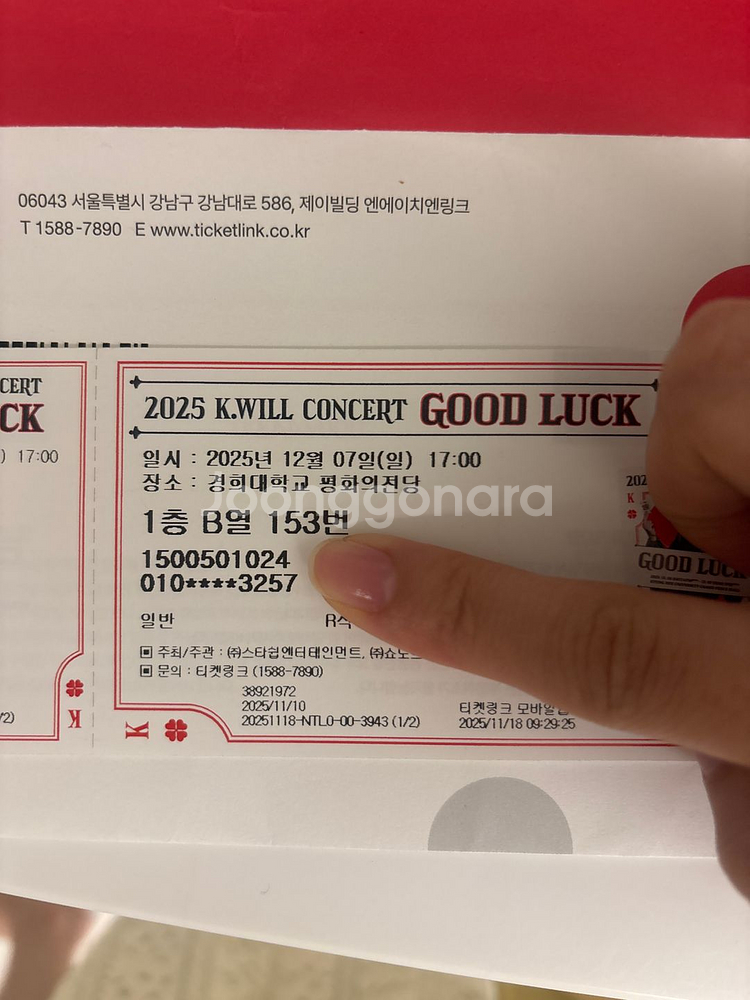 06043 서울특별시 강남구 강남대로 586, 제이빌딩 엔에이치엔링크
T 1588-7890 E www.ticketlink.co.kr
CERT
CK
) 17:00
/2)
K
2025 K.WILL CONCERT GOOD LUCK
일시 : 2025년 12월 07일(일) 17:00
장소 : 경희대학교 평화의전당
joonggonara
1층 B열 153번
1500501024
010****3257
일반 R석
▣ 주최/주관 : ㈜스타쉽엔터테인먼트, ㈜쇼노트
▣ 문의 : 티켓링크 (1588-7890)
38921972
2025/11/10
20251118-NTL0-00-3943 (1/2)
티켓링크 모바일
2025/11/18 09:29:25
K
202
K
GOOD LUCK